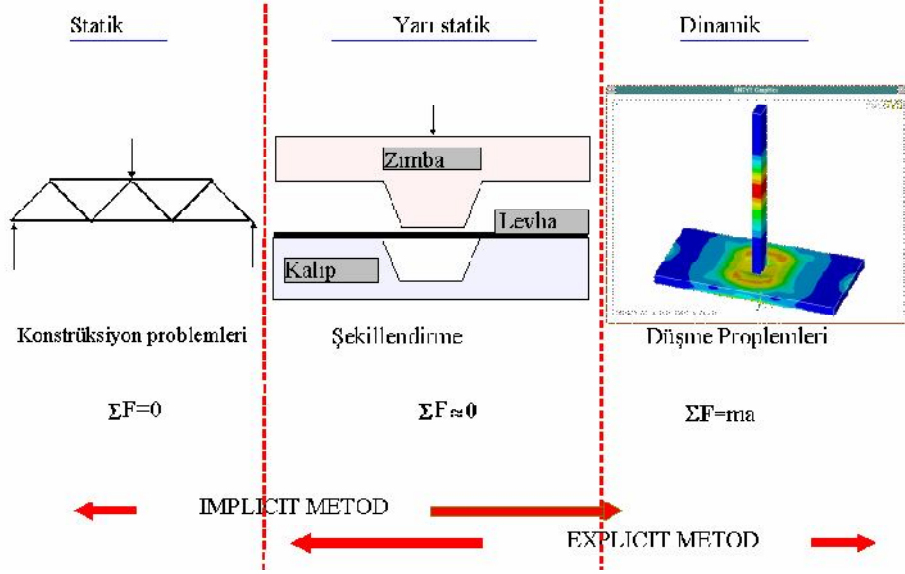 Statik
Yarı statik
Dinamik
Zımba
Levha
Kalıp
Konstrüksiyon problemleri
Şekillendirme
Düşme Proplemleri
ΣF=0
ΣF≈0
ΣF=ma
IMPLICIT METOD
EXPLICIT METOD